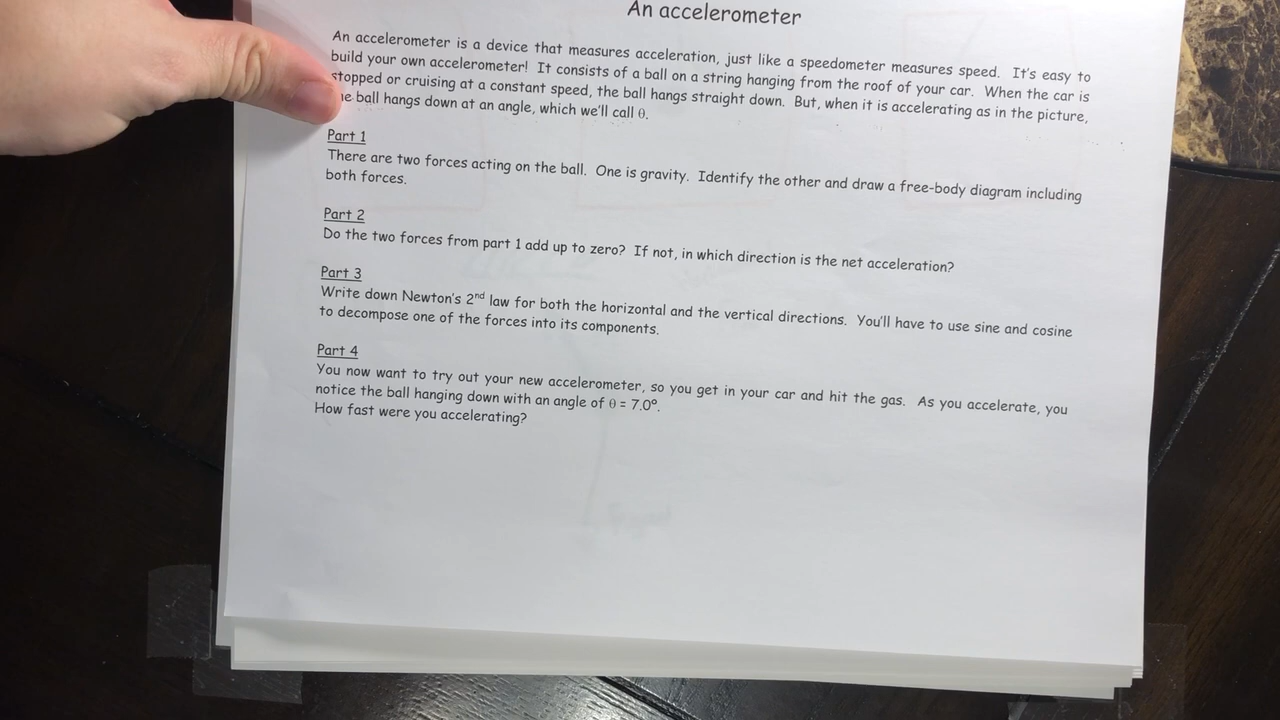 An accelerometer
An accelerometer is a device that measures acceleration, just like a speedometer measures speed. It's easy to
build your own accelerometer! It consists of a ball on a string hanging from the roof of your car. When the car is
stopped or cruising at a constant speed, the ball hangs straight down. But, when it is accelerating as in the picture,
ball hangs down at an angle, which we'll call θ.
Part 1
There are two forces acting on the ball. One is gravity. Identify the other and draw a free-body diagram including
both forces.
Part 2
Do the two forces from part 1 add up to zero? If not, in which direction is the net acceleration?
Part 3
Write down Newton's 2nd law for both the horizontal and the vertical directions. You'll have to use sine and cosine
to decompose one of the forces into its components.
Part 4
You now want to try out your new accelerometer, so you get in your car and hit the gas. As you accelerate, you
notice the ball hanging down with an angle of θ = 7.0°.
How fast were you accelerating?